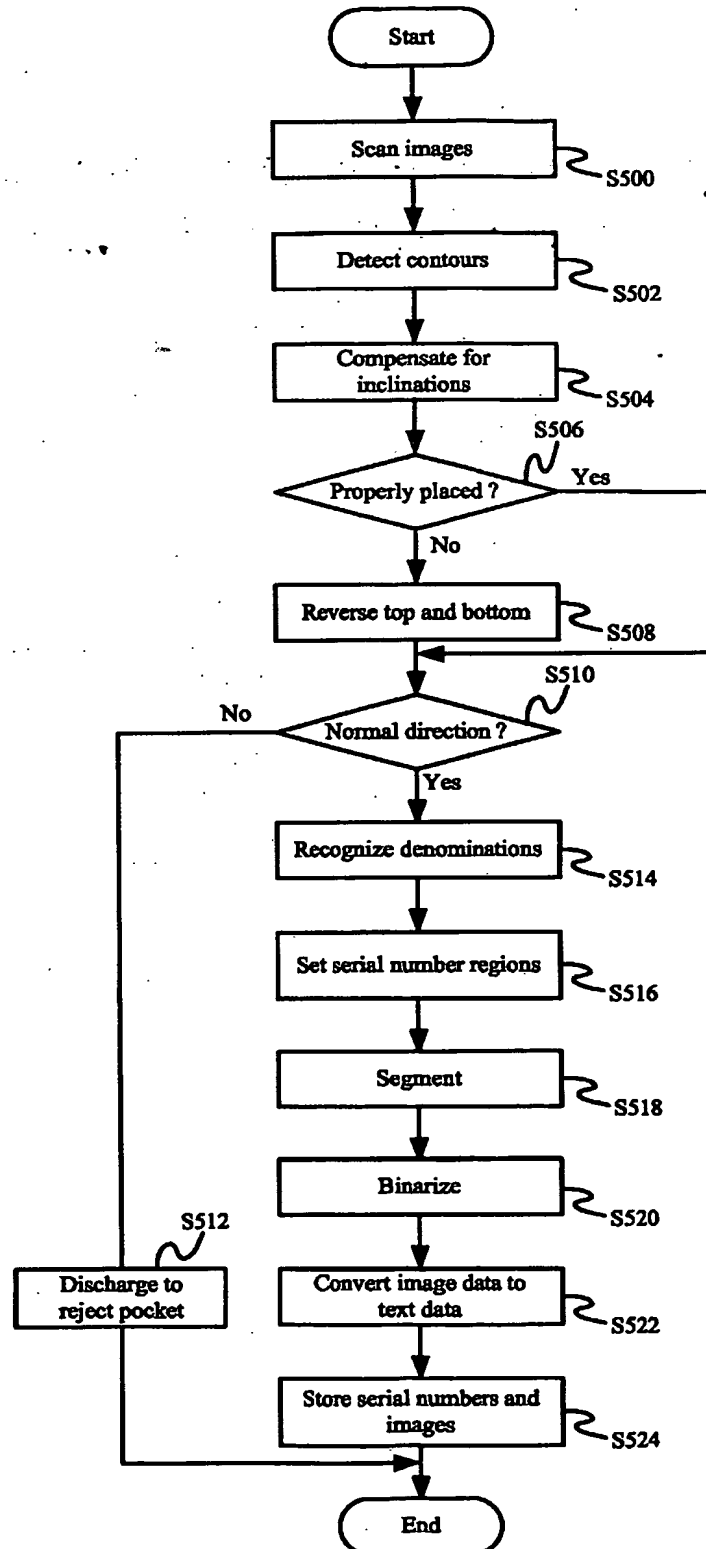 Start
Scan images
S500
Detect contours
S502
Compensate for
inclinations
S504
S506
Properly placed ?
Yes
No
Reverse top and bottom
S508
S510
No
Normal direction ?
Yes
Recognize denominations
S514
Set serial number regions
S516
Segment
S518
Binarize
S520
S512
Discharge to
reject pocket
Convert image data to
text data
S522
Store serial numbers and
images
S524
End